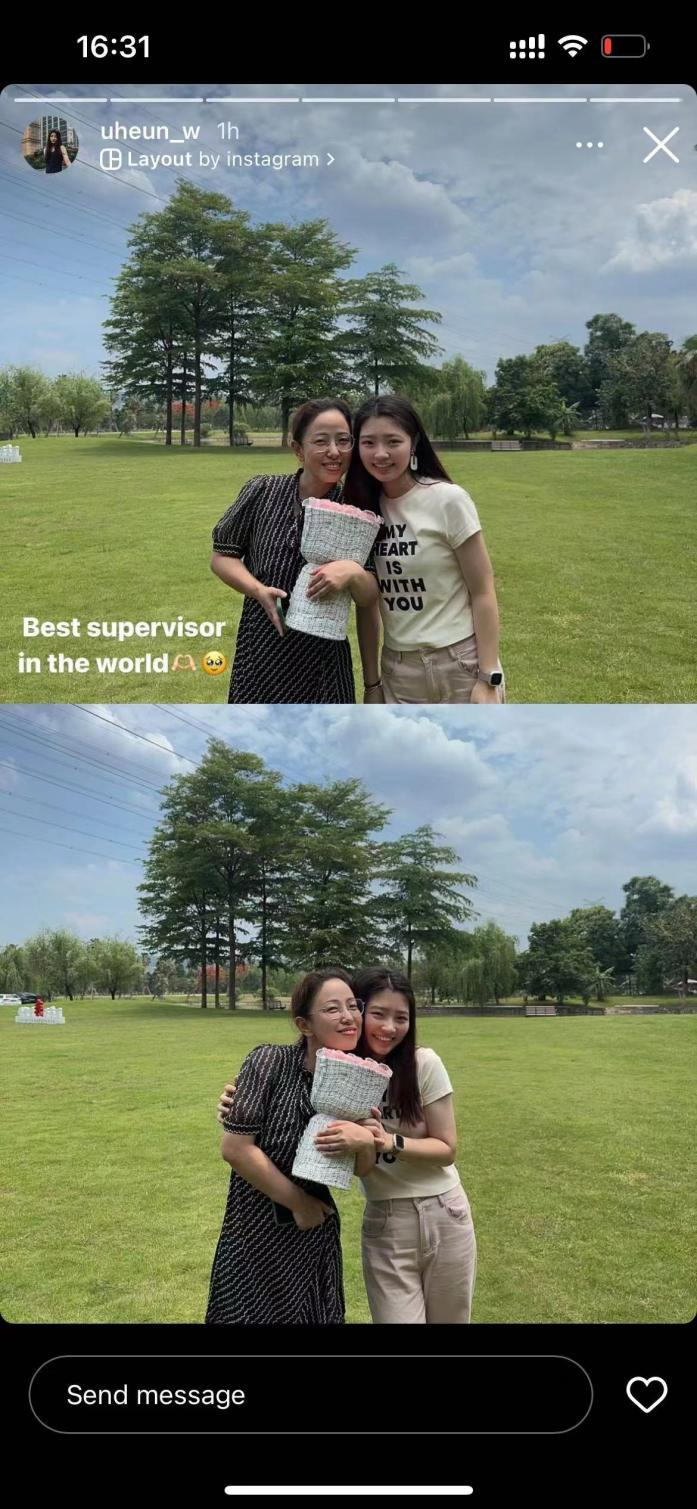 16:31
uheun_w 1h
Layout by instagram >
MY
HEART
IS
WITH
YOU
Best supervisor
in the world🫶🏻🥹
Send message